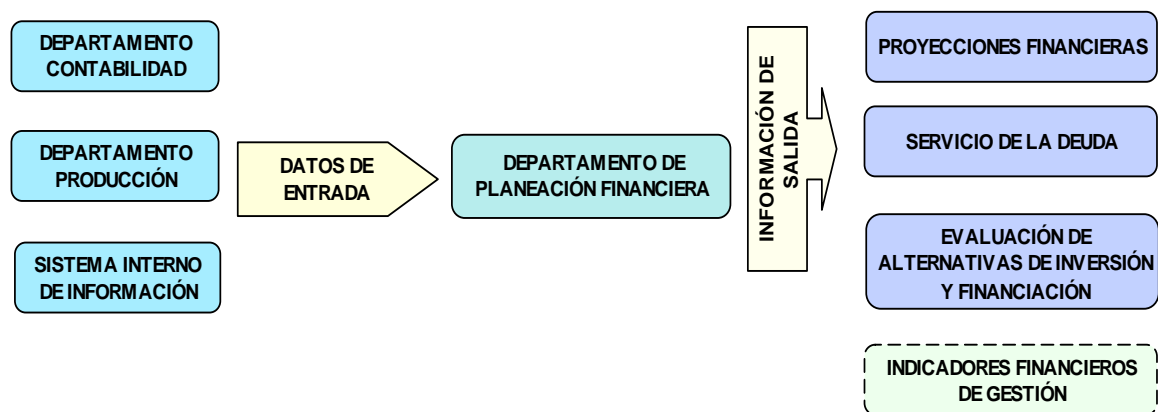 DEPARTAMENTO
CONTABILIDAD
DEPARTAMENTO
PRODUCCIÓN
SISTEMA INTERNO
DE INFORMACIÓN
DATOS DE
ENTRADA
DEPARTAMENTO DE
PLANEACIÓN FINANCIERA
INFORMACIÓN DE
SALIDA
PROYECCIONES FINANCIERAS
SERVICIO DE LA DEUDA
EVALUACIÓN DE
ALTERNATIVAS DE INVERSIÓN
Y FINANCIACIÓN
INDICADORES FINANCIEROS
DE GESTIÓN